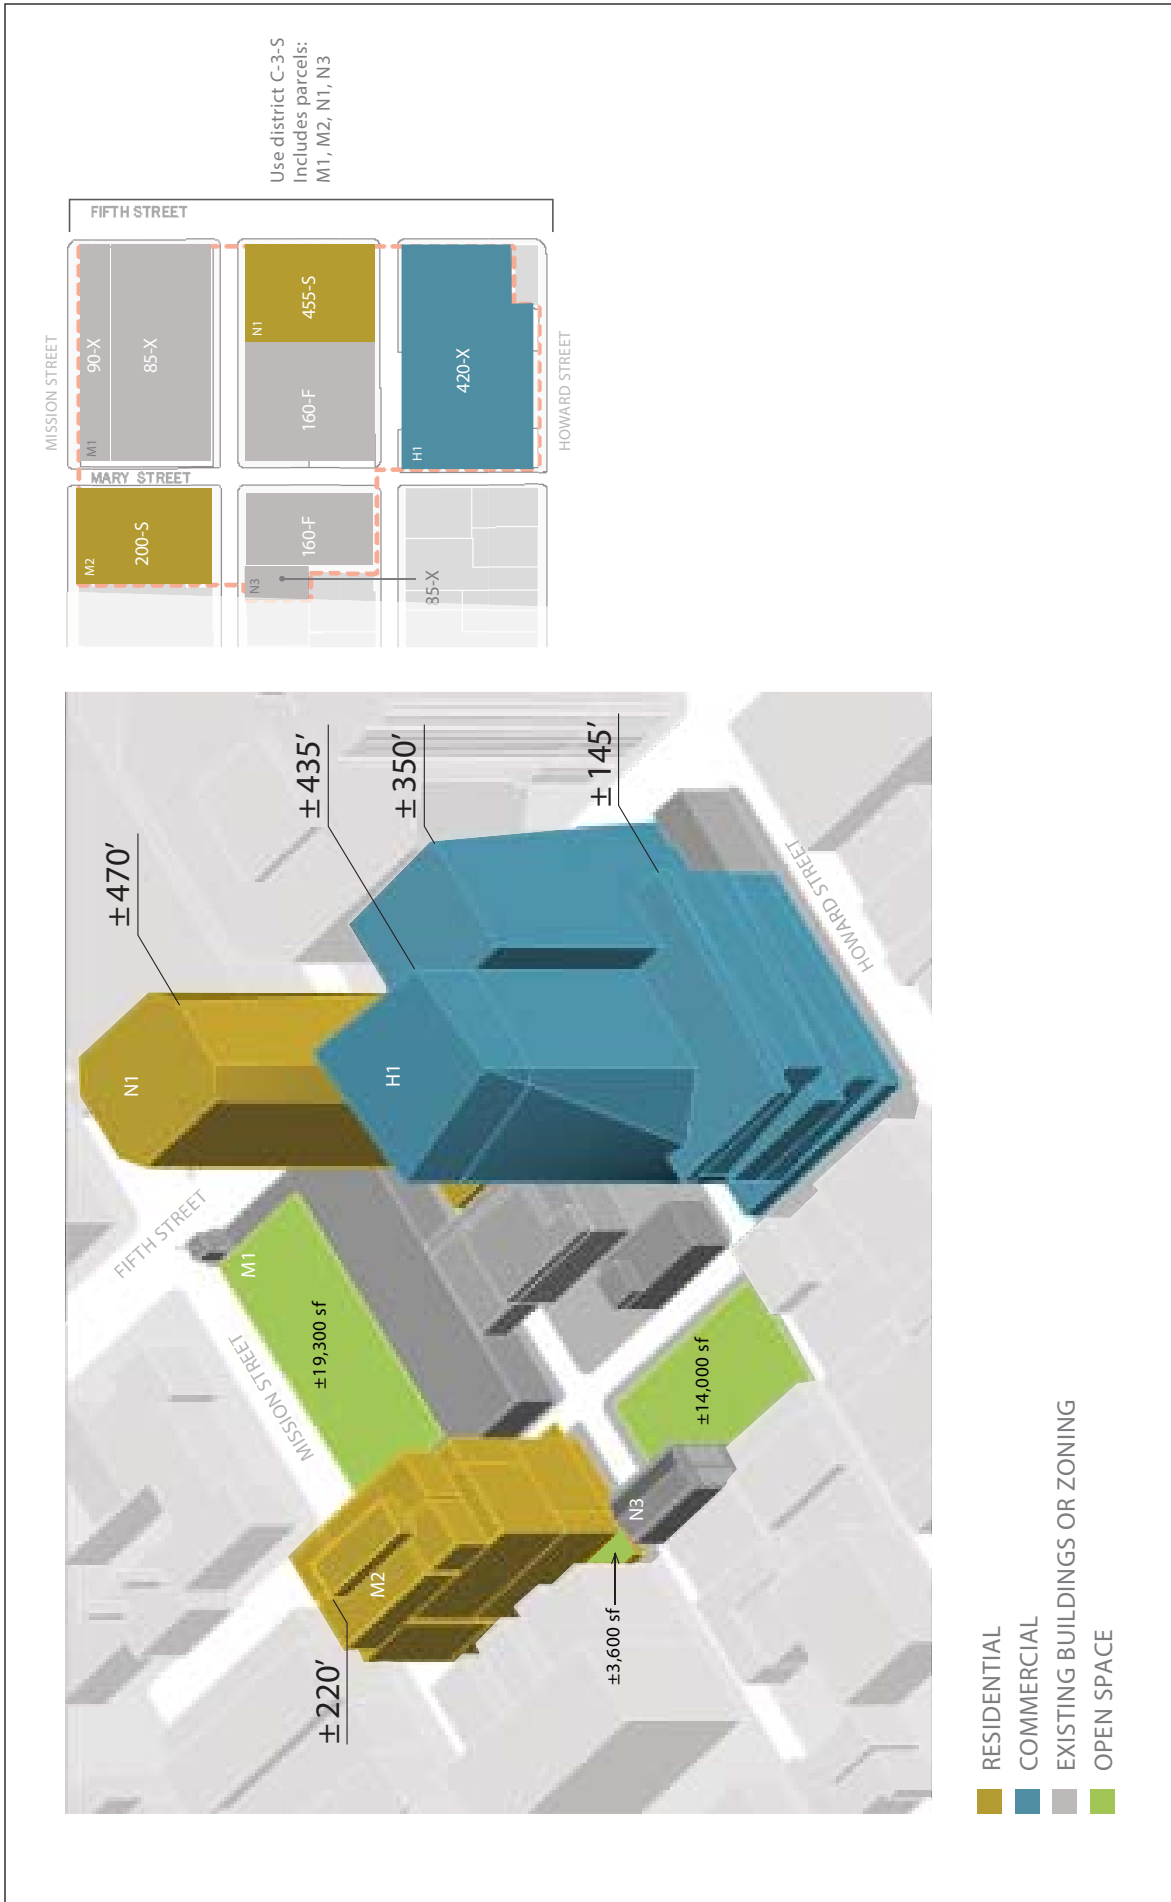 Use district C-3-S
Includes parcels:
M1, M2, N1, N3
FIFTH STREET
MISSION STREET
MARY STREET
HOWARD STREET
M1
90-X
85-X
N1
455-S
160-F
H1
420-X
M2
200-S
N3
160-F
85-X
±470’
±435’
±350’
±145’
±220’
N1
H1
M1
M2
N3
FIFTH STREET
MISSION STREET
HOWARD STREET
±19,300 sf
±14,000 sf
±3,600 sf
RESIDENTIAL
COMMERCIAL
EXISTING BUILDINGS OR ZONING
OPEN SPACE